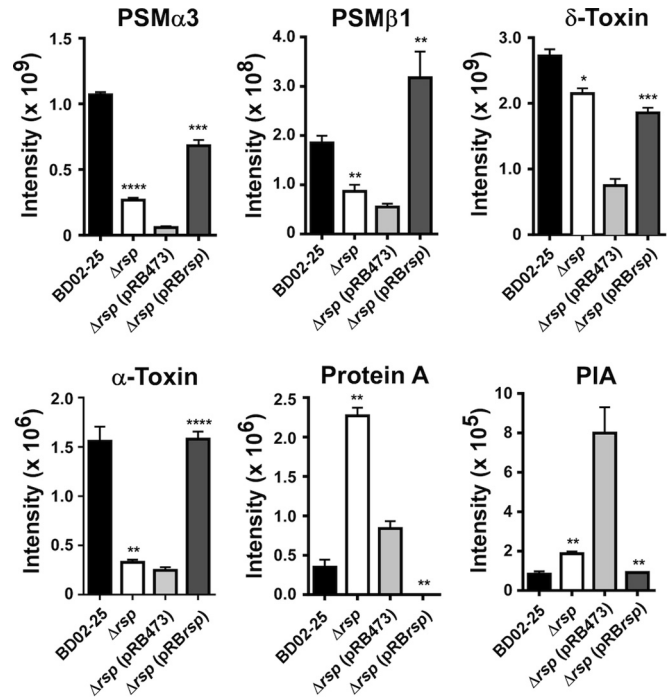 PSMα3
PSMβ1
δ-Toxin
Intensity (x 10⁹)
1.5
1.0
0.5
0
****
***
BD02-25
Δrsp
Δrsp (pRB473)
Δrsp (pRBrsp)
Intensity (x 10⁸)
4.0
3.0
2.0
1.0
0
**
**
BD02-25
Δrsp
Δrsp (pRB473)
Δrsp (pRBrsp)
Intensity (x 10⁹)
3.0
2.0
1.0
0
*
***
BD02-25
Δrsp
Δrsp (pRB473)
Δrsp (pRBrsp)
α-Toxin
Protein A
PIA
Intensity (x 10⁶)
2.0
1.5
1.0
0.5
0
**
****
BD02-25
Δrsp
Δrsp (pRB473)
Δrsp (pRBrsp)
Intensity (x 10⁶)
2.5
2.0
1.5
1.0
0.5
0.0
**
**
BD02-25
Δrsp
Δrsp (pRB473)
Δrsp (pRBrsp)
Intensity (x 10⁵)
10
8
6
4
2
0
**
**
BD02-25
Δrsp
Δrsp (pRB473)
Δrsp (pRBrsp)